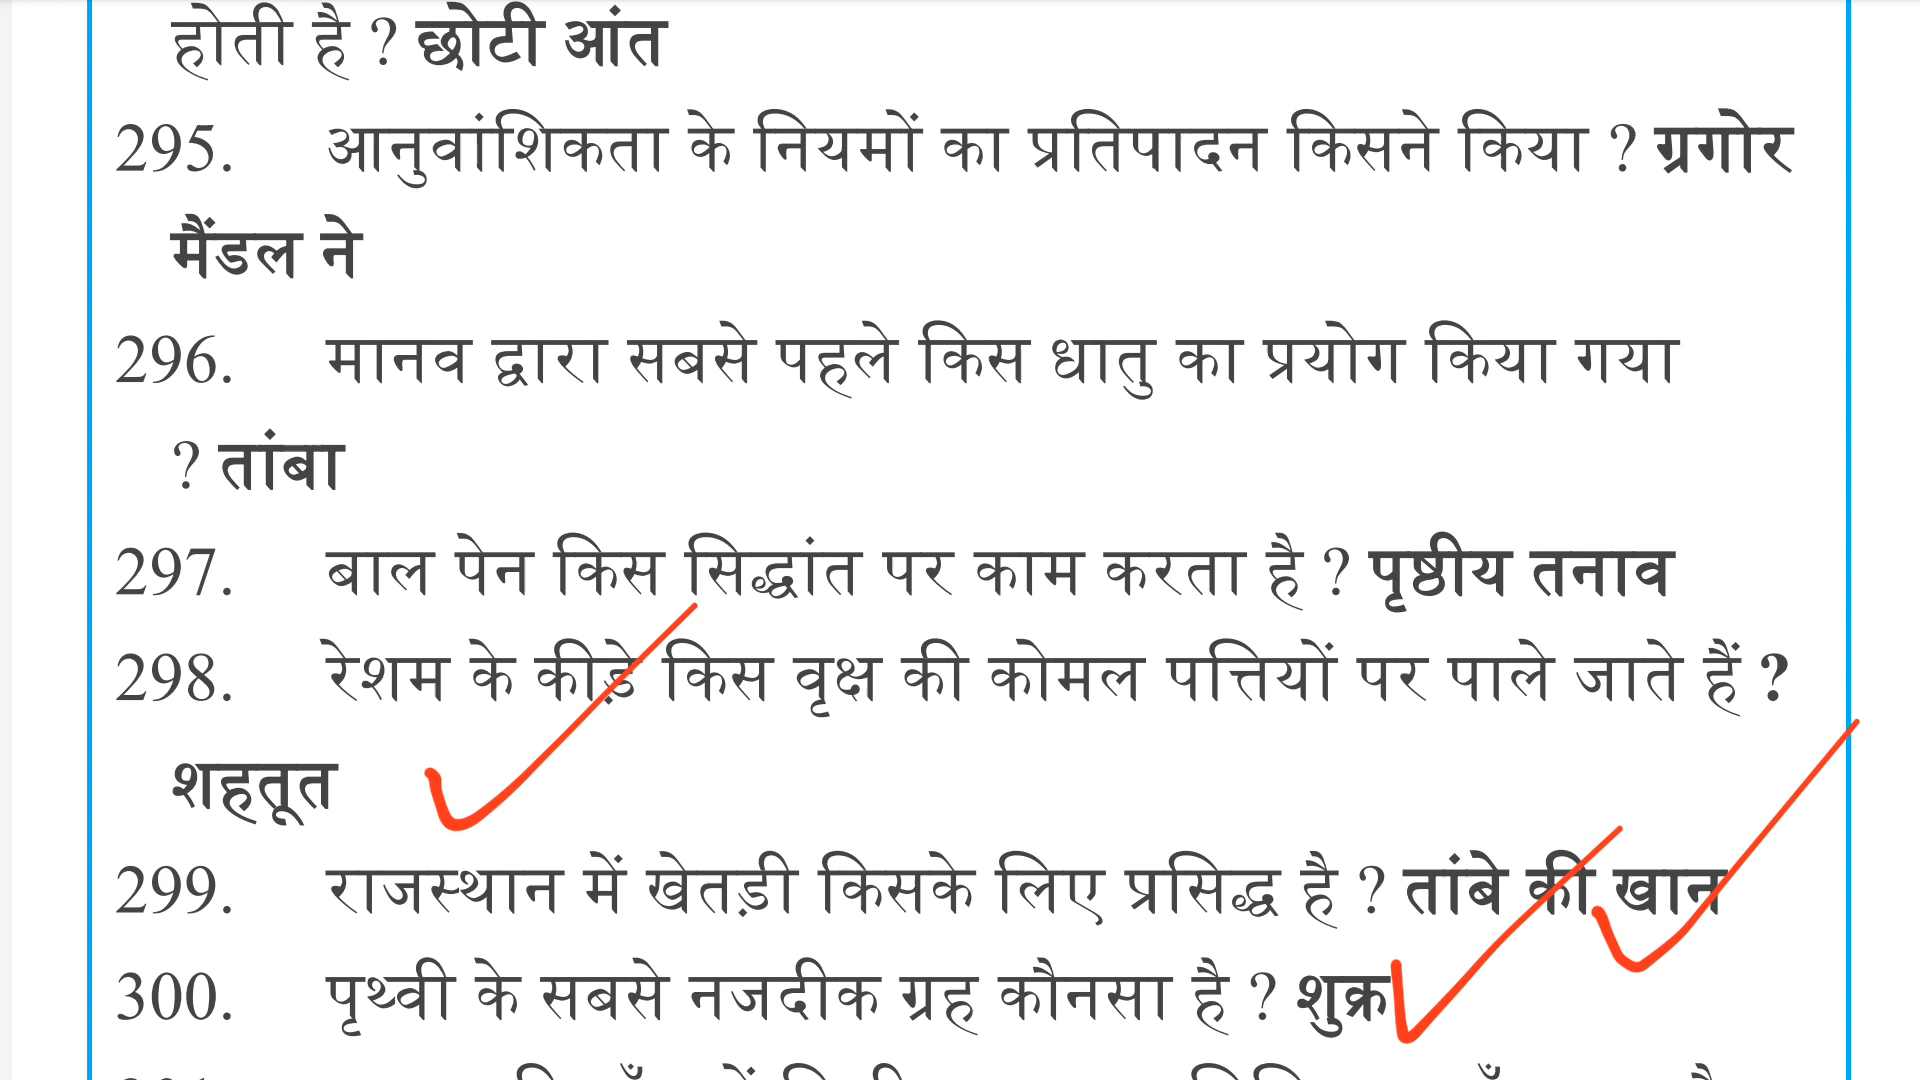 होती है ? छोटी आंत
295. आनुवांशिकता के नियमों का प्रतिपादन किसने किया ? ग्रगोर
मैंडल ने
296. मानव द्वारा सबसे पहले किस धातु का प्रयोग किया गया
? तांबा
297. बाल पेन किस सिद्धांत पर काम करता है ? पृष्ठीय तनाव
298. रेशम के कीड़े किस वृक्ष की कोमल पत्तियों पर पाले जाते हैं ?
शहतूत
299. राजस्थान में खेतड़ी किसके लिए प्रसिद्ध है ? तांबे की खान
300. पृथ्वी के सबसे नजदीक ग्रह कौनसा है ? शुक्र